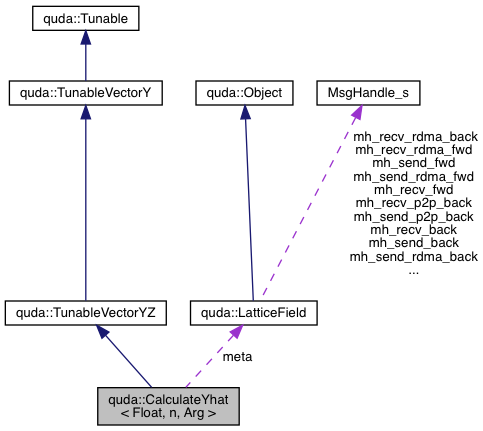 quda::Tunable
quda::TunableVectorY
quda::Object
MsgHandle_s
mh_recv_rdma_back
mh_recv_rdma_fwd
mh_send_fwd
mh_send_rdma_fwd
mh_recv_fwd
mh_recv_p2p_back
mh_send_p2p_back
mh_recv_back
mh_send_back
mh_send_rdma_back
...
quda::TunableVectorYZ
quda::LatticeField
meta
quda::CalculateYhat
< Float, n, Arg >